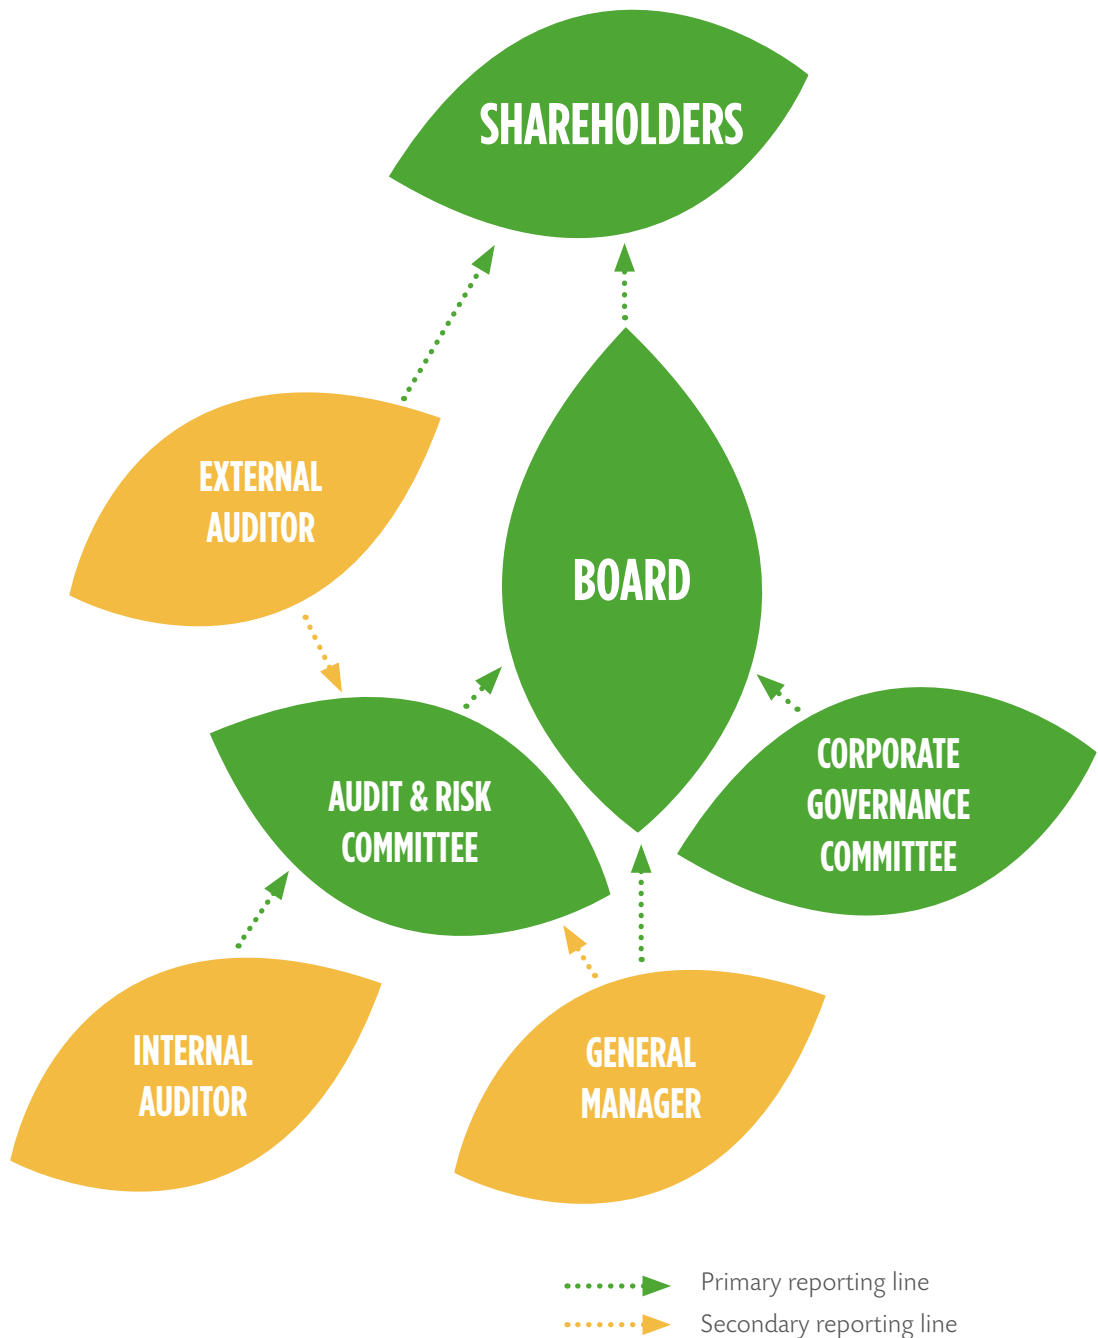 SHAREHOLDERS
EXTERNAL
AUDITOR
BOARD
AUDIT & RISK
COMMITTEE
CORPORATE
GOVERNANCE
COMMITTEE
INTERNAL
AUDITOR
GENERAL
MANAGER
Primary reporting line
Secondary reporting line